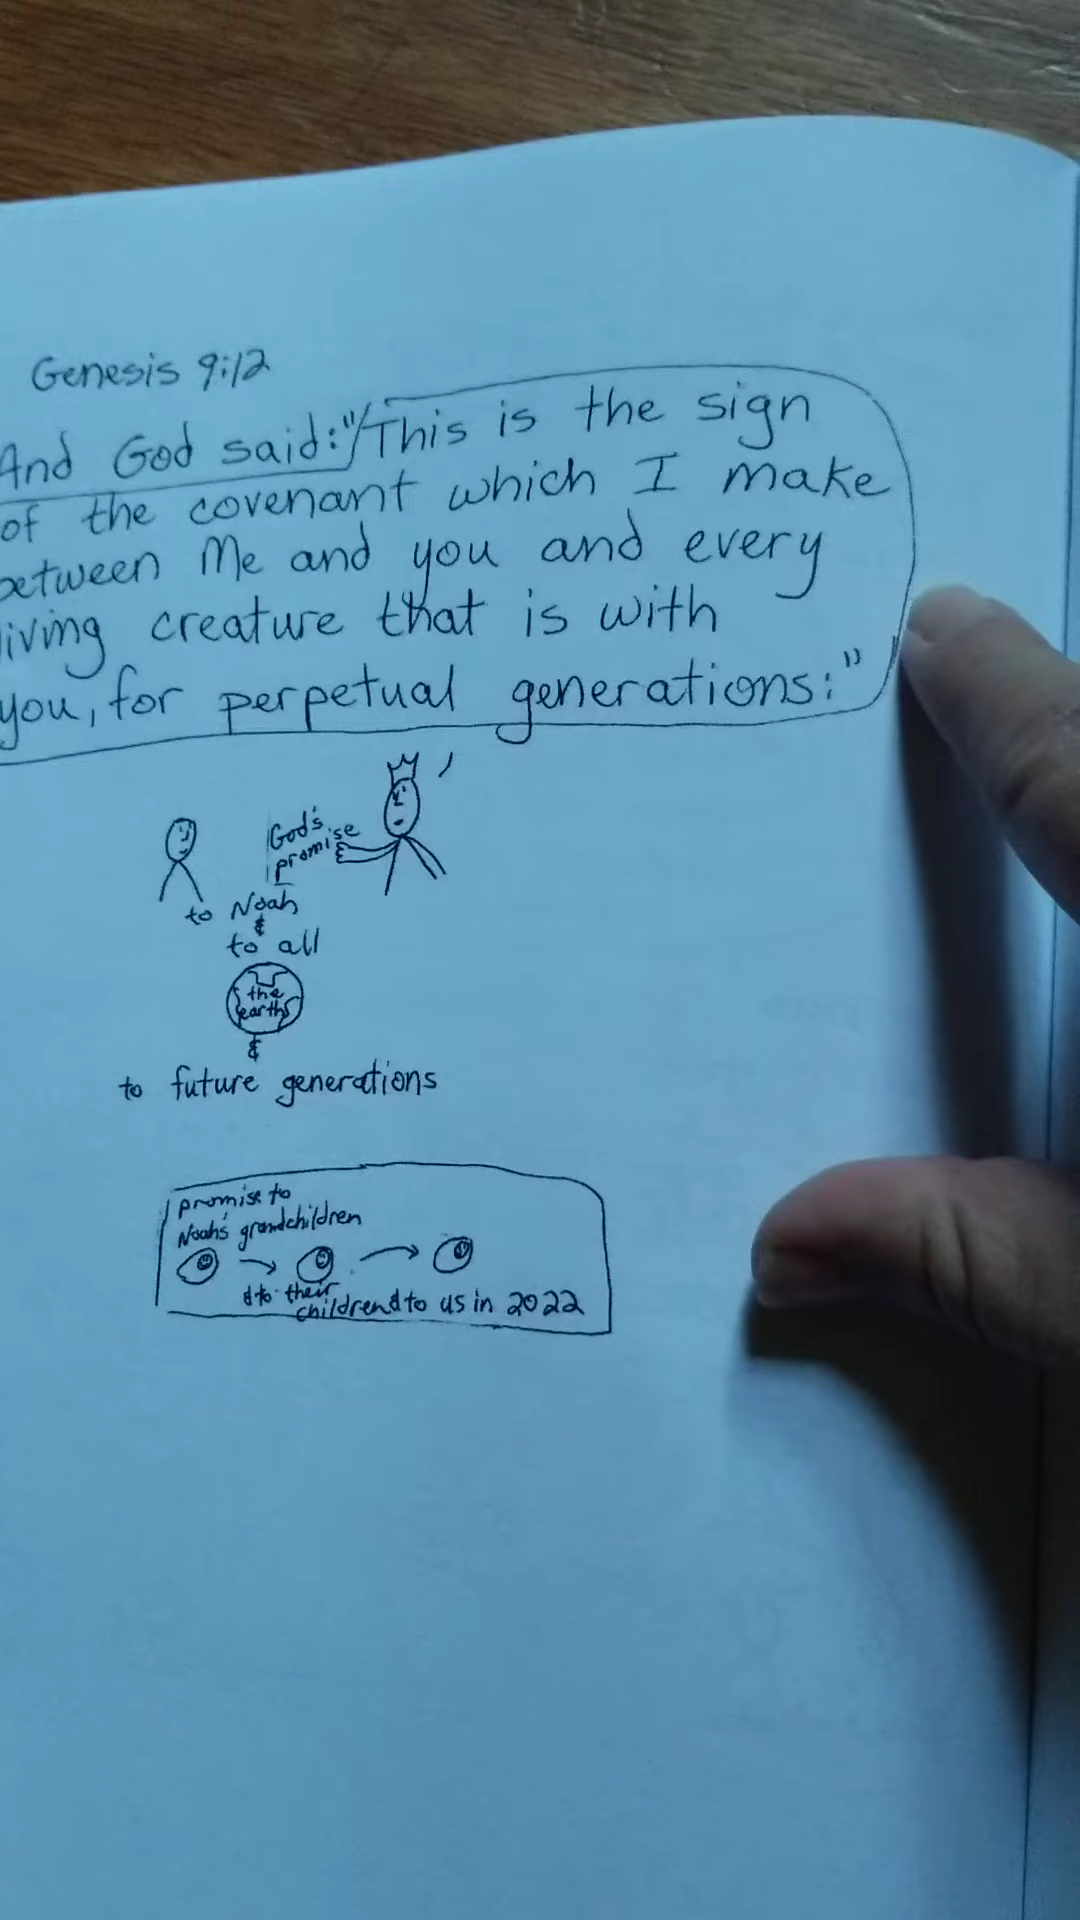 Genesis 9:12
And God said:"This is the sign
of the covenant which I make
between Me and you and every
living creature that is with
you, for perpetual generations:"
God's
promise
to Noah
&
to all
the
earth
&
to future generations
promise to
Noah's grandchildren
& to their
children & to us in 2022